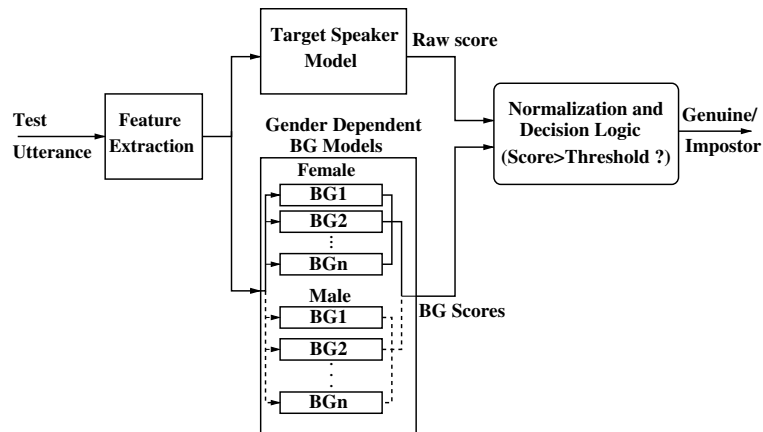 Test
Utterance
Feature
Extraction
Target Speaker
Model
Raw score
Gender Dependent
BG Models
Female
BG1
BG2
...
BGn
Male
BG1
BG2
...
BGn
BG Scores
Normalization and
Decision Logic
(Score>Threshold ?)
Genuine/
Impostor